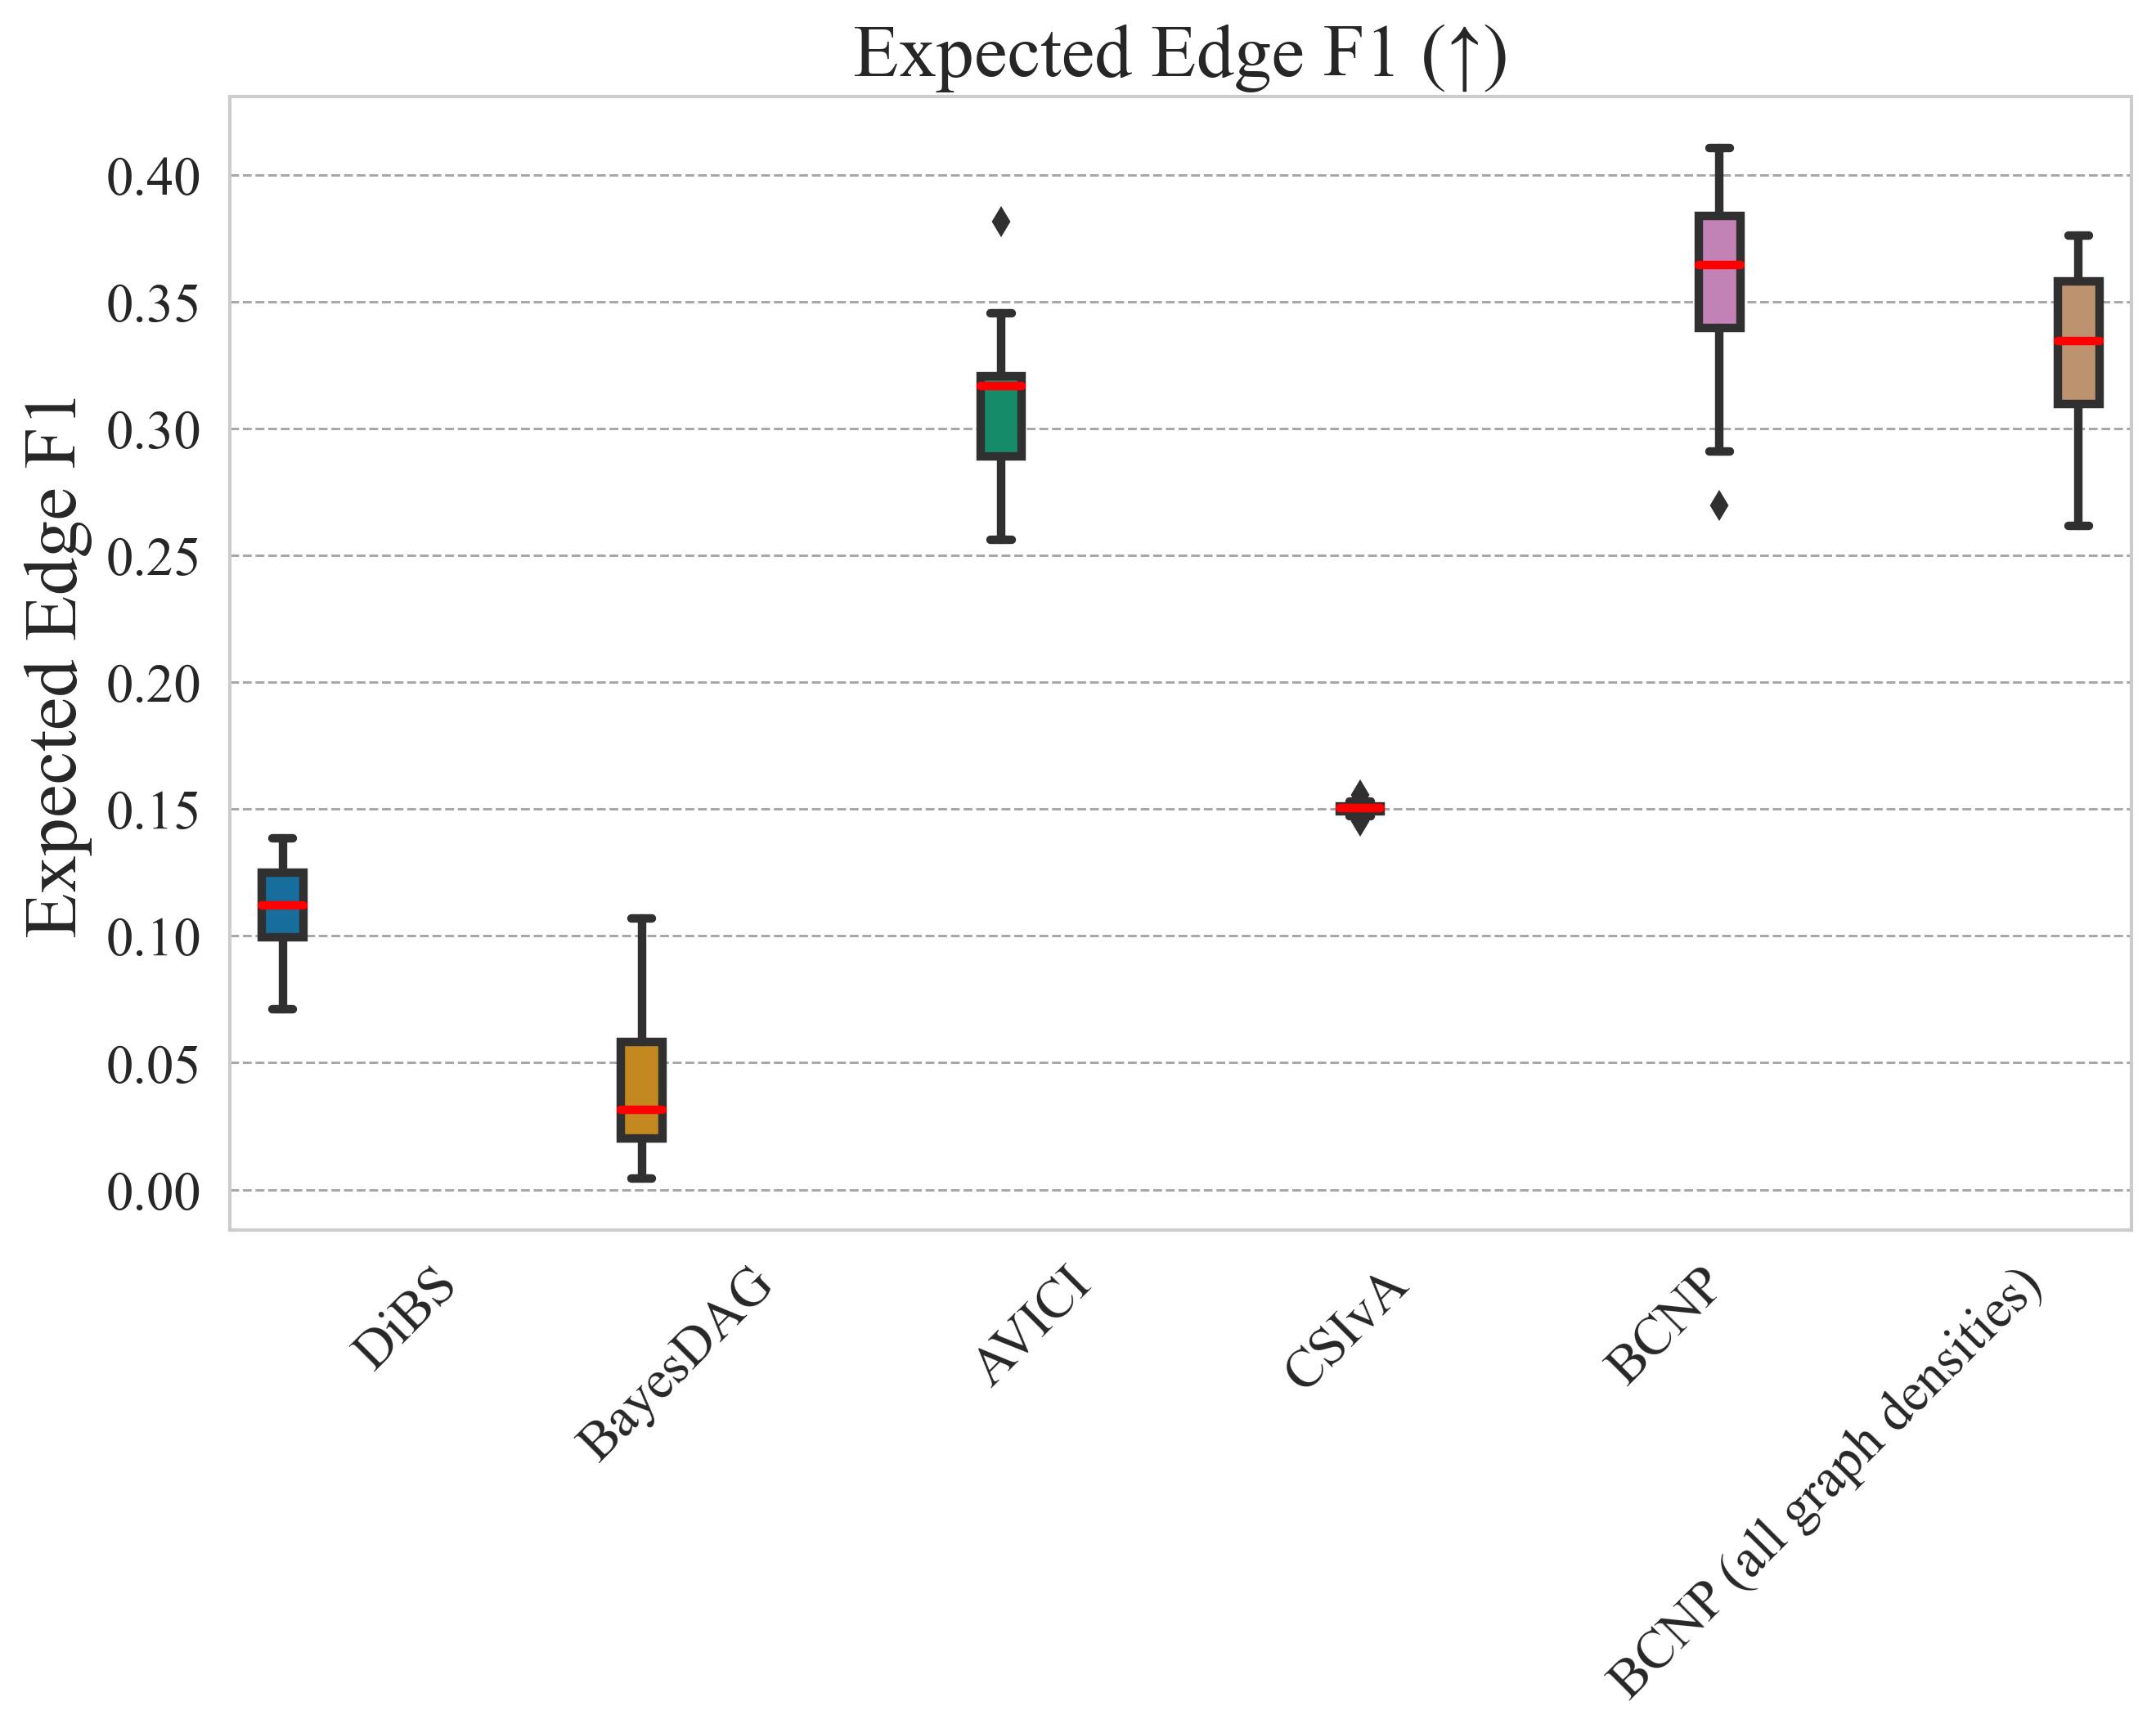 Expected Edge F1 (↑)
Expected Edge F1
0.40
0.35
0.30
0.25
0.20
0.15
0.10
0.05
0.00
DiBS
BayesDAG
AVICI
CSIvA
BCNP
BCNP (all graph densities)